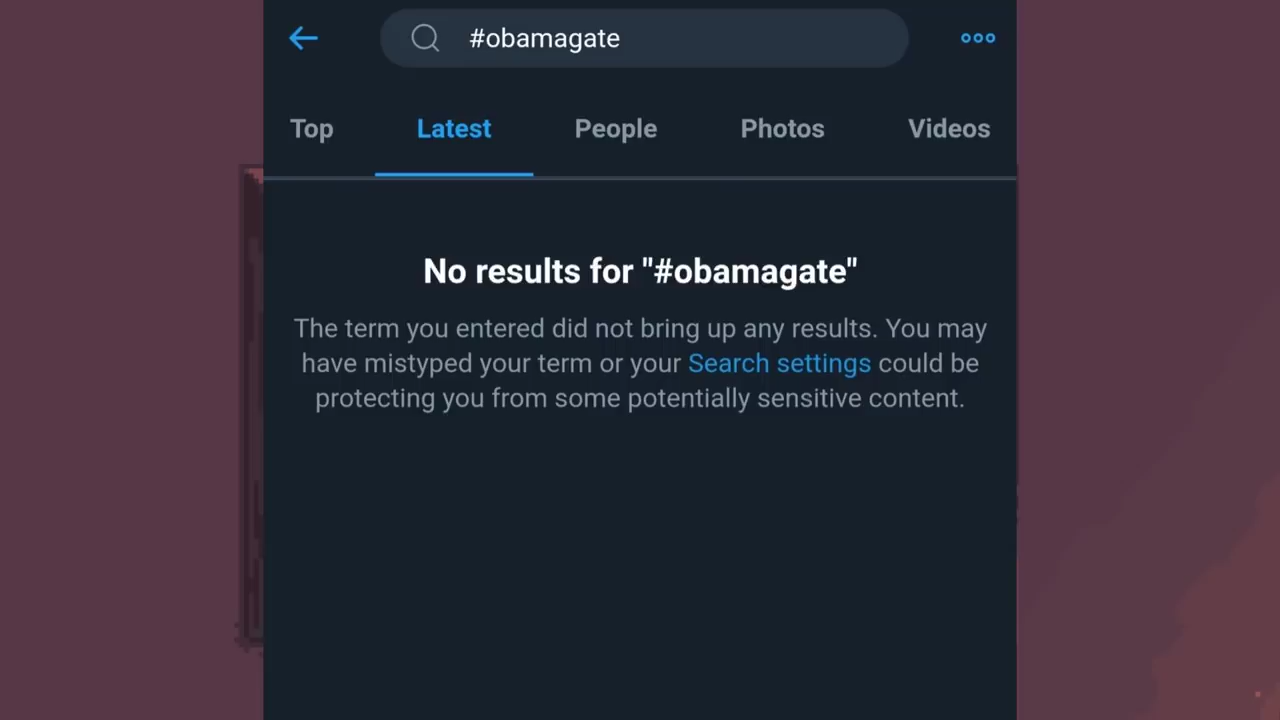 #obamagate
Top Latest People Photos Videos
No results for "#obamagate"
The term you entered did not bring up any results. You may
have mistyped your term or your Search settings could be
protecting you from some potentially sensitive content.